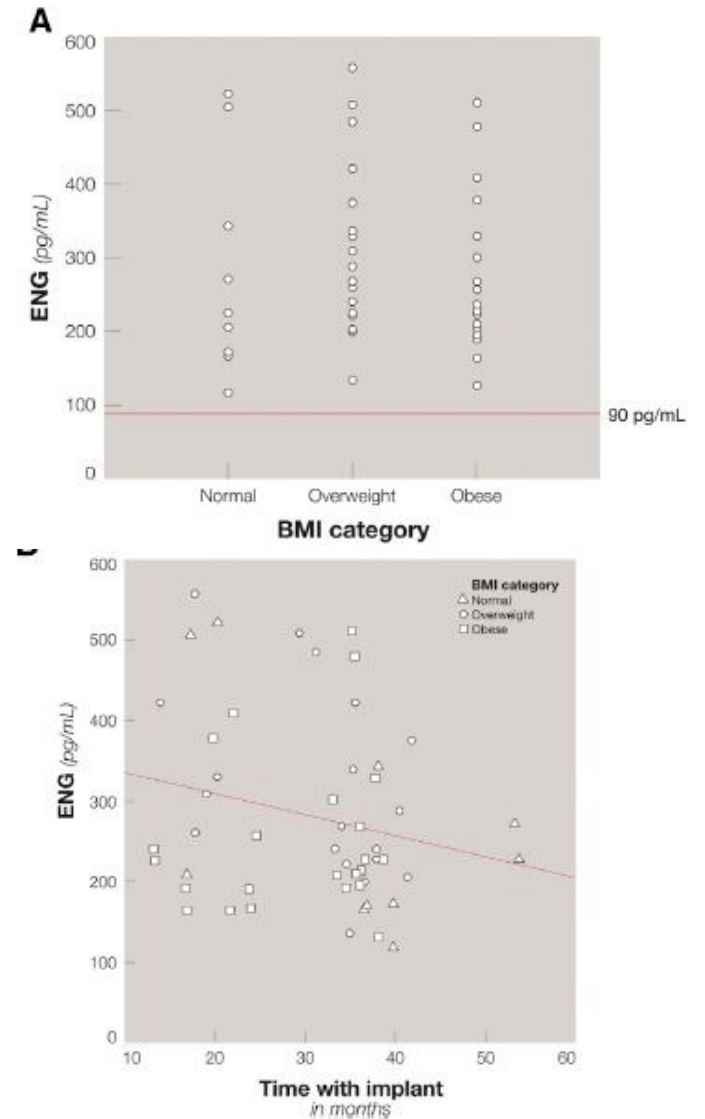 A
600
500
400
300
200
100
0
ENG (pg/mL)
90 pg/mL
Normal Overweight Obese
BMI category
600
500
400
300
200
100
0
ENG (pg/mL)
BMI category
Normal
Overweight
Obese
10 20 30 40 50 60
Time with implant
in months